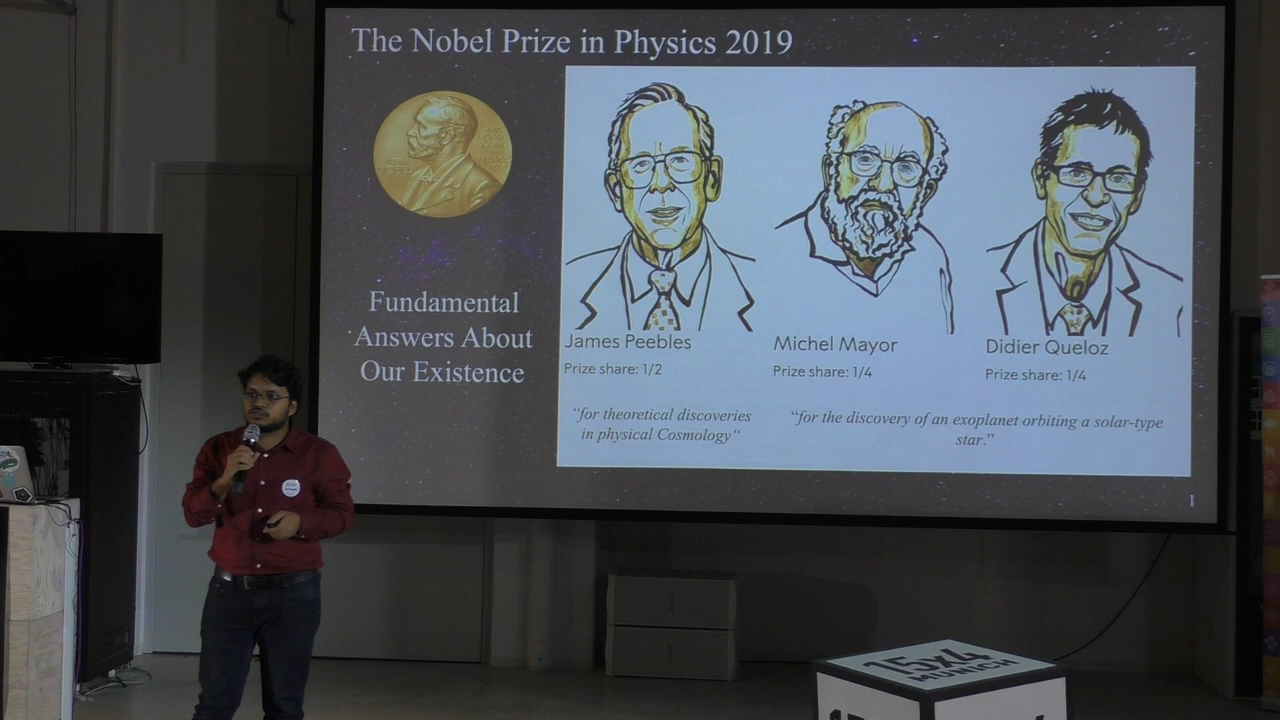 The Nobel Prize in Physics 2019
Fundamental
Answers About
Our Existence
James Peebles
Prize share: 1/2
Michel Mayor
Prize share: 1/4
Didier Queloz
Prize share: 1/4
"for theoretical discoveries
in physical Cosmology"
"for the discovery of an exoplanet orbiting a solar-type
star."
1
15x4
MUNICH